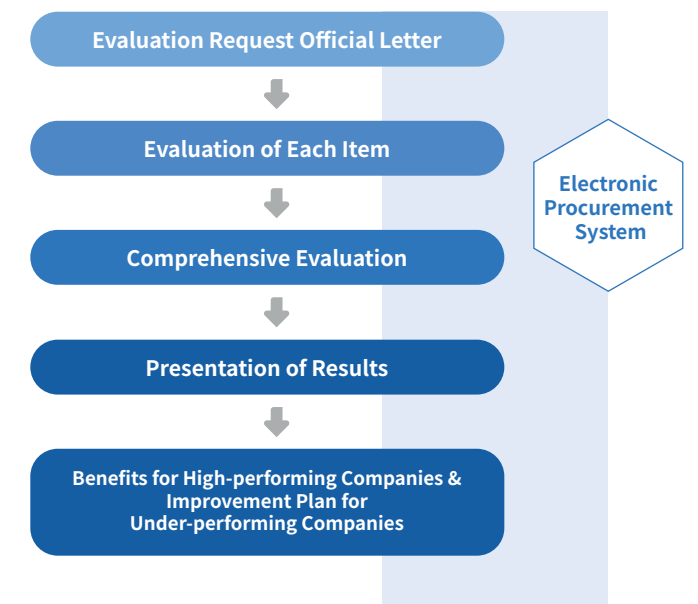 Evaluation Request Official Letter
Evaluation of Each Item
Electronic
Procurement
System
Comprehensive Evaluation
Presentation of Results
Benefits for High-performing Companies &
Improvement Plan for
Under-performing Companies